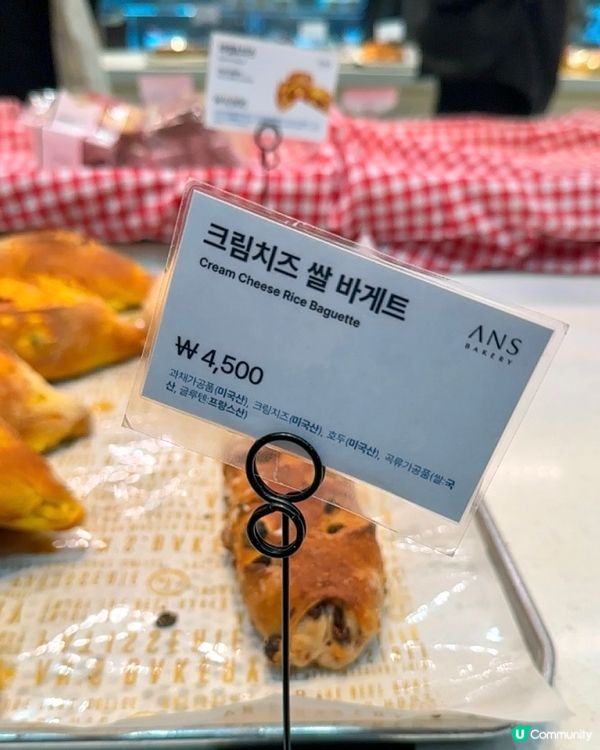 크림치즈 쌀 바게트
Cream Cheese Rice Baguette
ANS
BAKERY
₩ 4,500
과채가공품(미국산), 크림치즈(미국산), 호두(미국산), 곡류가공품(쌀:국
산, 글루텐:프랑스산)
U Community